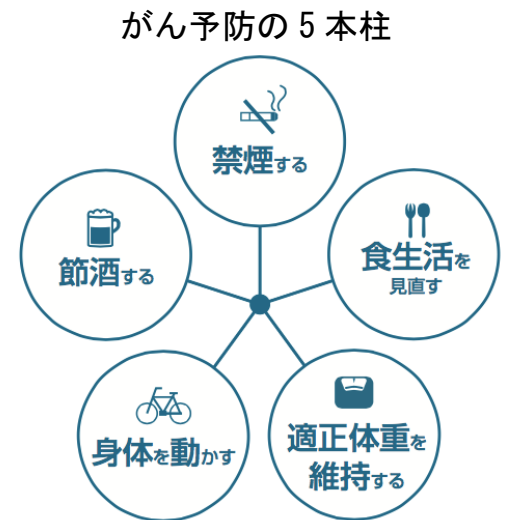 がん予防の5本柱
禁煙する
食生活を
見直す
適正体重を
維持する
身体を動かす
節酒する